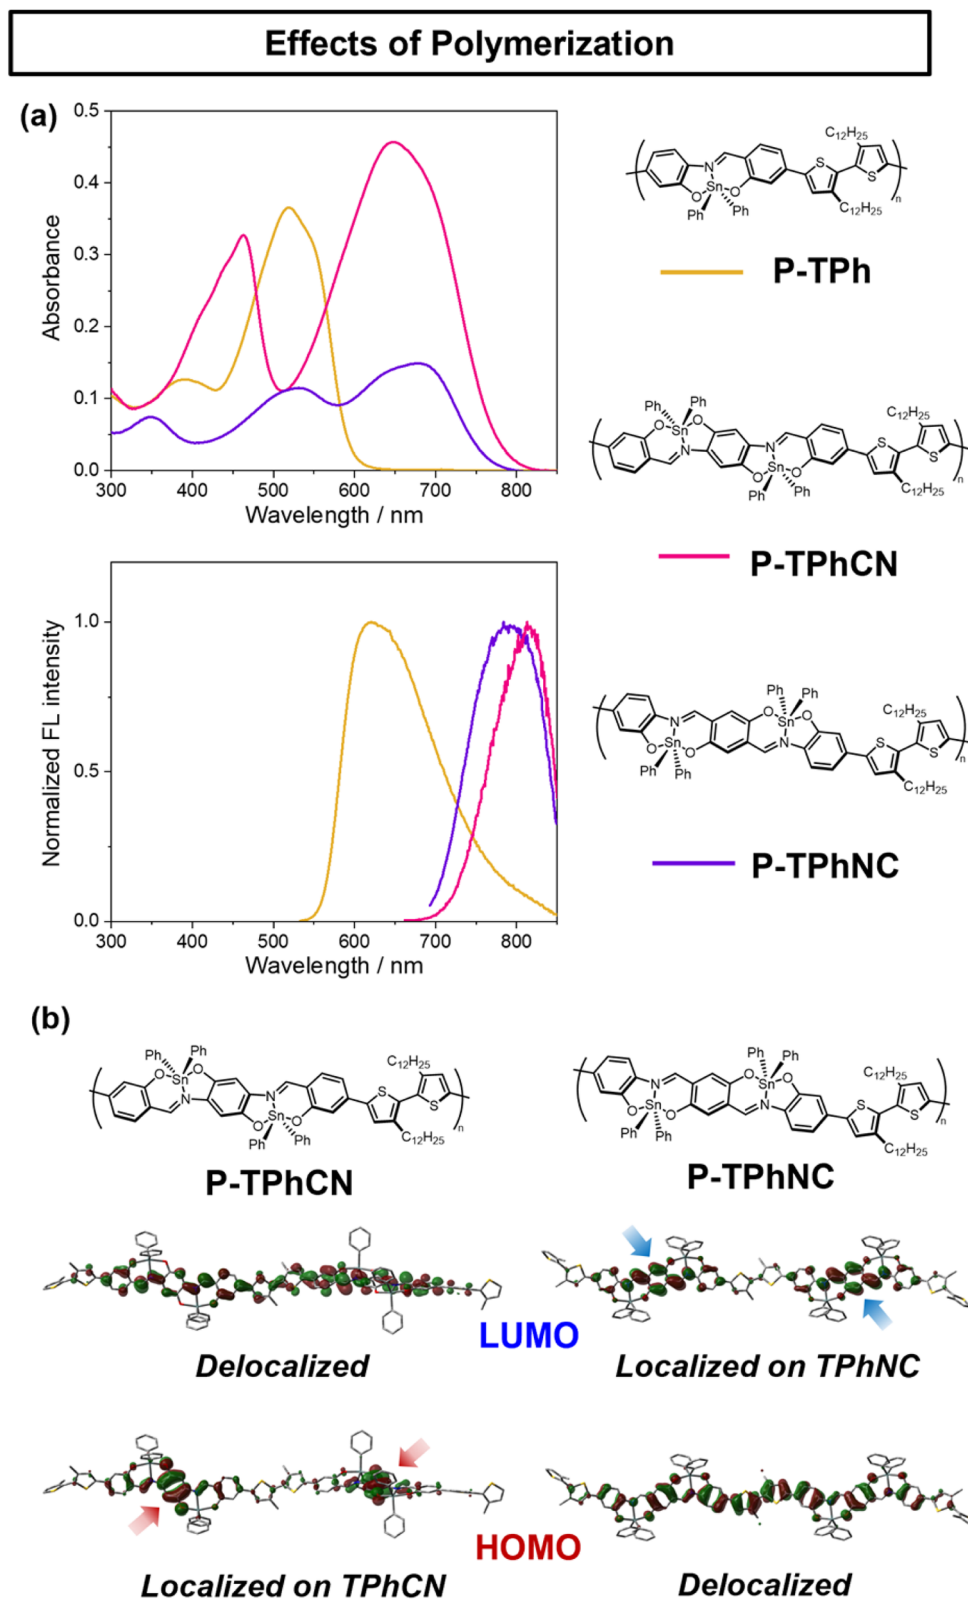 Effects of Polymerization
(a)
0.5
0.4
0.3
0.2
0.1
0.0
Absorbance
300 400 500 600 700 800
Wavelength / nm
C₁₂H₂₅
N
S
S
O
Sn
O
Ph
Ph
C₁₂H₂₅
n
P-TPh
Ph
Ph
C₁₂H₂₅
O
Sn
O
N
N
S
S
O
Sn
O
Ph
Ph
C₁₂H₂₅
n
P-TPhCN
1.0
0.5
0.0
Normalized FL intensity
300 400 500 600 700 800
Wavelength / nm
Ph
Ph
C₁₂H₂₅
N
O
Sn
O
S
S
O
Sn
O
N
Ph
Ph
C₁₂H₂₅
n
P-TPhNC
(b)
Ph
Ph
C₁₂H₂₅
O
Sn
O
N
N
S
S
O
Sn
O
Ph
Ph
C₁₂H₂₅
n
P-TPhCN
Ph
Ph
C₁₂H₂₅
N
O
Sn
O
S
S
O
Sn
O
N
Ph
Ph
C₁₂H₂₅
n
P-TPhNC
LUMO
Delocalized
Localized on TPhNC
HOMO
Localized on TPhCN
Delocalized